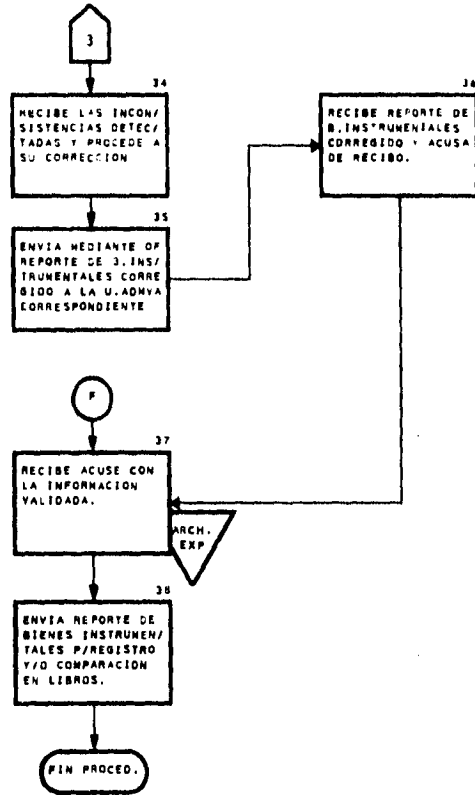 3
34
RECIBE LAS INCON/
SISTENCIAS DETEC/
TADAS Y PROCEDE A
SU CORRECCION
35
ENVIA MEDIANTE OF
REPORTE DE B.INS/
TRUMENTALES CORRE
GIDO A LA U.ADMVA
CORRESPONDIENTE
36
RECIBE REPORTE DE
B.INSTRUMENTALES
CORREGIDO Y ACUSA
DE RECIBO.
F
37
RECIBE ACUSE CON
LA INFORMACION
VALIDADA.
ARCH.
EXP
38
ENVIA REPORTE DE
BIENES INSTRUMEN/
TALES P/REGISTRO
Y/O COMPARACION
EN LIBROS.
FIN PROCED.